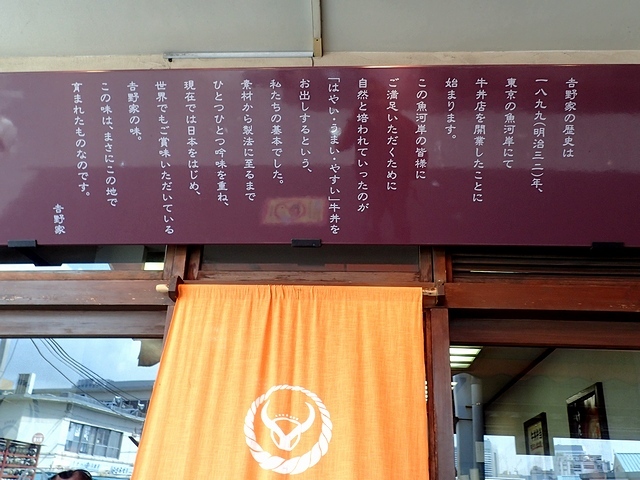 𠮷野家の歴史は
一八九九(明治三二)年、
東京の魚河岸にて
牛丼店を開業したことに
始まります。
この魚河岸の皆様に
ご満足いただくために
自然と培われていったのが
「はやい・うまい・やすい」牛丼を
お出しするという、
私たちの基本でした。
素材から製法に至るまで
ひとつひとつ吟味を重ね、
現在では日本をはじめ、
世界でもご賞味いただいている
𠮷野家の味。
この味は、まさにこの地で
育まれたものなのです。
𠮷野家